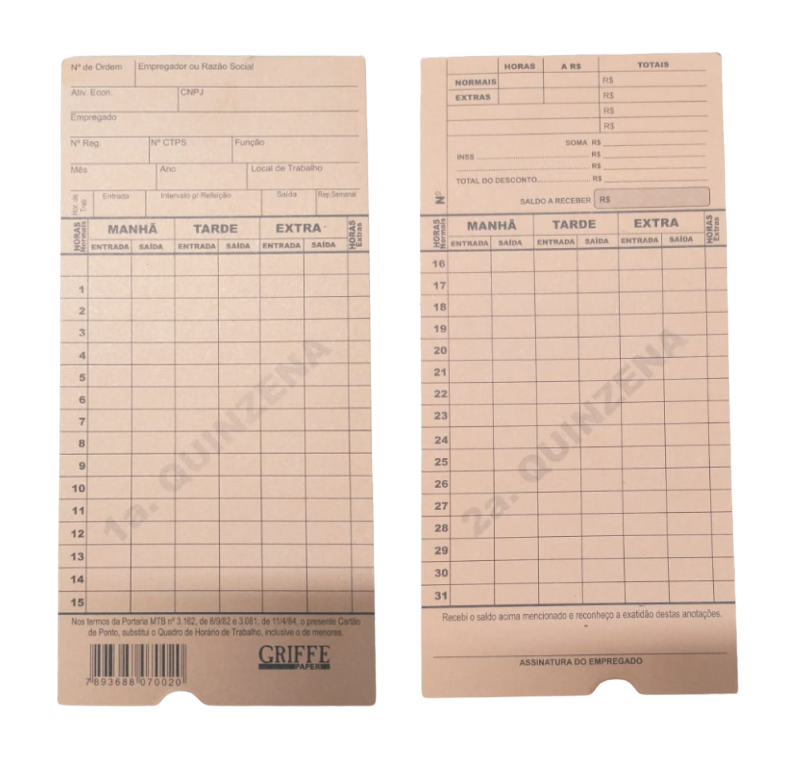 Nº de Ordem Empregador ou Razão Social
Ativ. Econ. CNPJ
Empregado
Nº Reg. Nº CTPS Função
Mês Ano Local de Trabalho
Hor. de Trab. Entrada Intervalo p/ Refeição Saída Rep.Semanal
HORAS Normais MANHÃ TARDE EXTRA HORAS Extras
ENTRADA SAÍDA ENTRADA SAÍDA ENTRADA SAÍDA
1
2
3
4
5
6
7
8
9
10
11
12
13
14
15
1a. QUINZENA
Nos termos da Portaria MTB nº 3.162, de 8/9/82 e 3.081, de 11/4/84, o presente Cartão
de Ponto, substitui o Quadro de Horário de Trabalho, inclusive o de menores.
7 893688 070020
GRIFFE
PAPER
HORAS A R$ TOTAIS
NORMAIS R$
EXTRAS R$
R$
R$
SOMA R$
INSS R$
R$
TOTAL DO DESCONTO R$
Nº
SALDO A RECEBER R$
HORAS Normais MANHÃ TARDE EXTRA HORAS Extras
ENTRADA SAÍDA ENTRADA SAÍDA ENTRADA SAÍDA
16
17
18
19
20
21
22
23
24
25
26
27
28
29
30
31
2a. QUINZENA
Recebi o saldo acima mencionado e reconheço a exatidão destas anotações.
ASSINATURA DO EMPREGADO